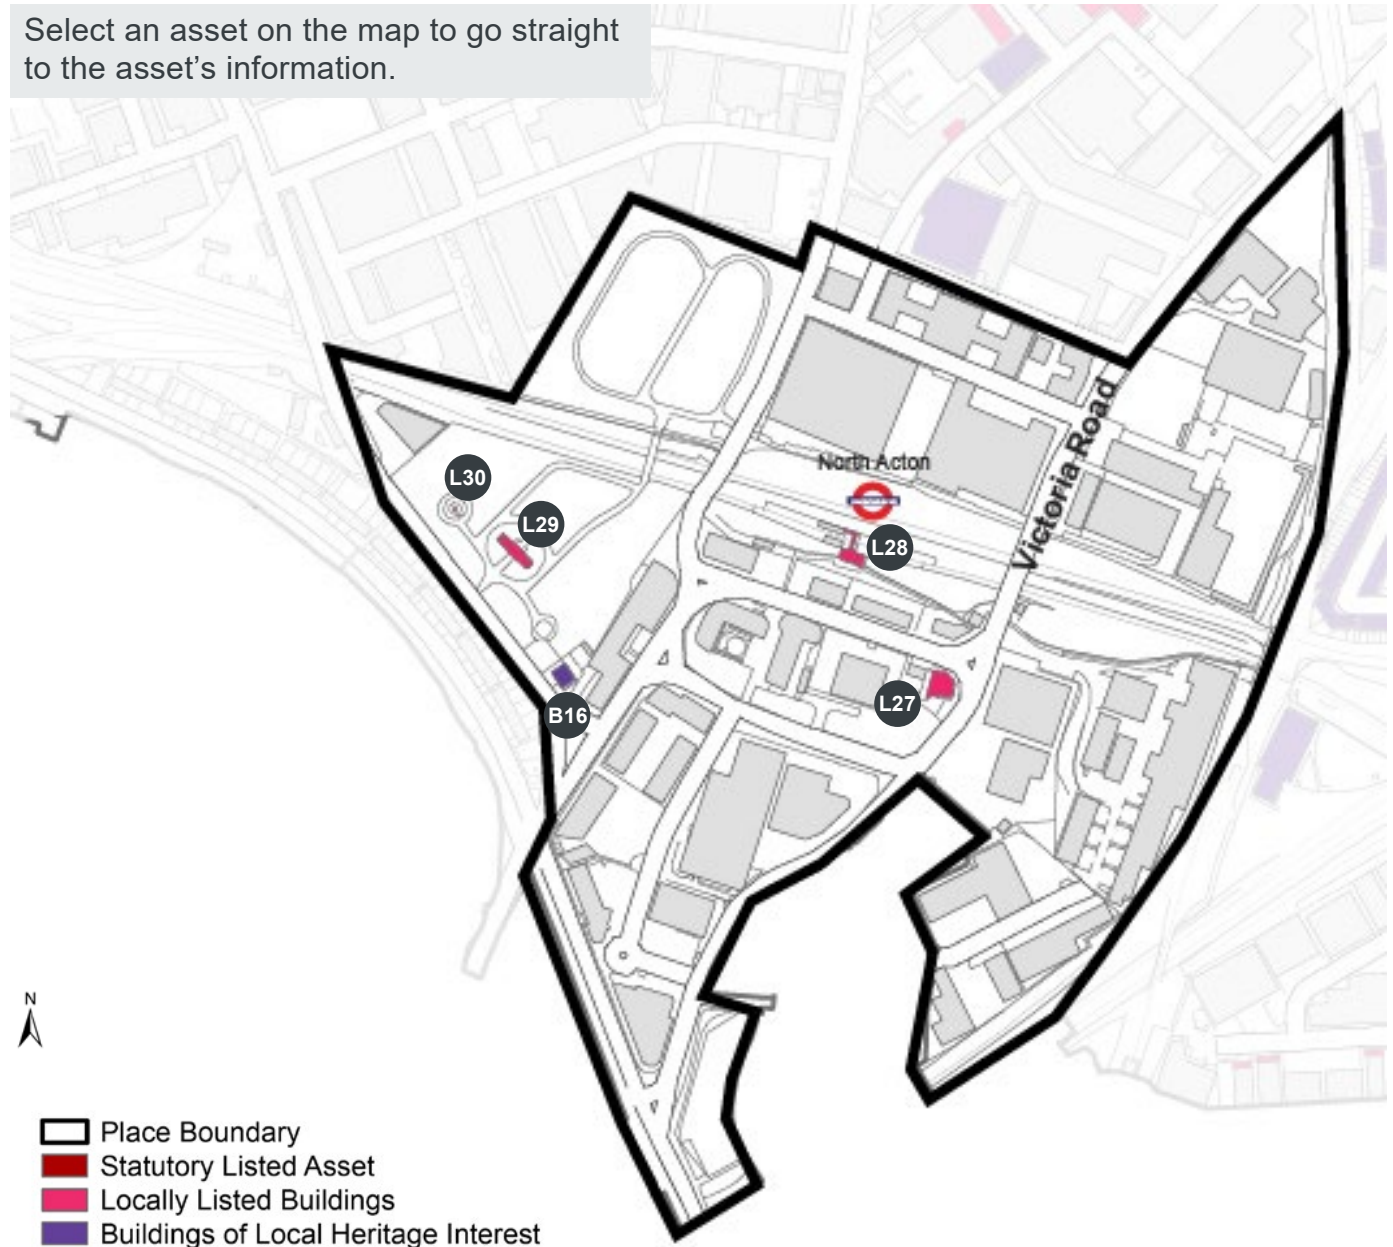 Select an asset on the map to go straight
to the asset's information.
North Acton
Victoria Road
L30
L29
L28
L27
B16
N
Place Boundary
Statutory Listed Asset
Locally Listed Buildings
Buildings of Local Heritage Interest